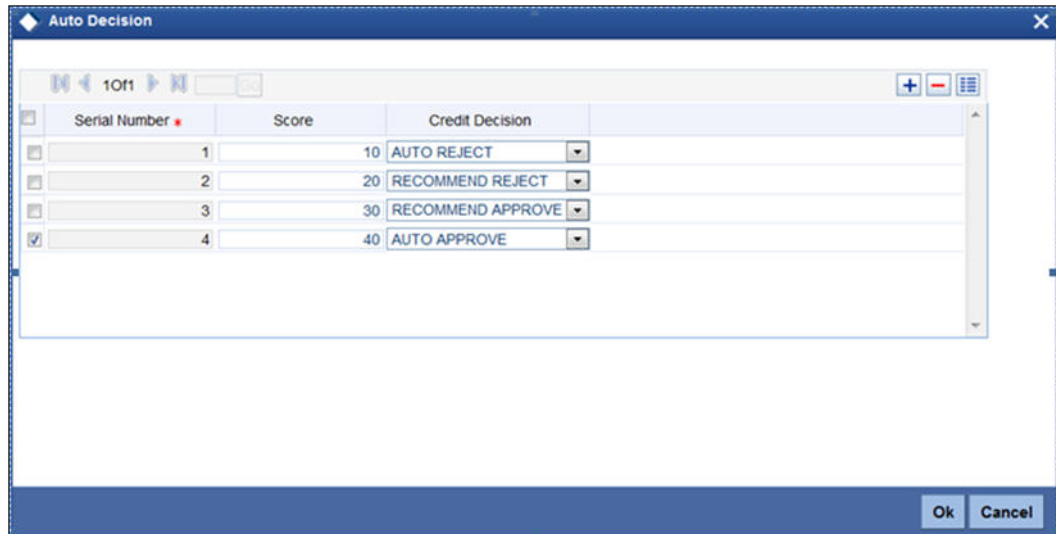 Auto Decision
1Of1 Go
Serial Number * Score Credit Decision
1 10 AUTO REJECT
2 20 RECOMMEND REJECT
3 30 RECOMMEND APPROVE
4 40 AUTO APPROVE
Ok Cancel